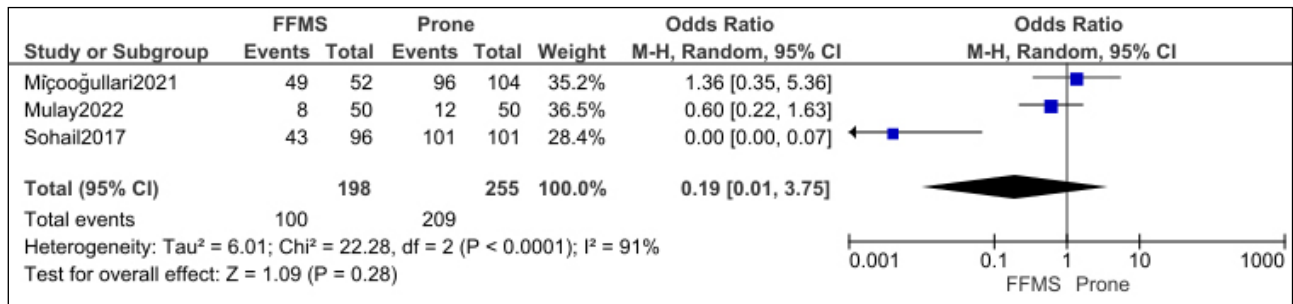 FFMS Prone Odds Ratio Odds Ratio
Study or Subgroup Events Total Events Total Weight M-H, Random, 95% CI M-H, Random, 95% CI
Mîçooğullari2021 49 52 96 104 35.2% 1.36 [0.35, 5.36]
Mulay2022 8 50 12 50 36.5% 0.60 [0.22, 1.63]
Sohail2017 43 96 101 101 28.4% 0.00 [0.00, 0.07]
Total (95% CI) 198 255 100.0% 0.19 [0.01, 3.75]
Total events 100 209
Heterogeneity: Tau² = 6.01; Chi² = 22.28, df = 2 (P < 0.0001); I² = 91%
Test for overall effect: Z = 1.09 (P = 0.28)
0.001 0.1 1 10 1000
FFMS Prone